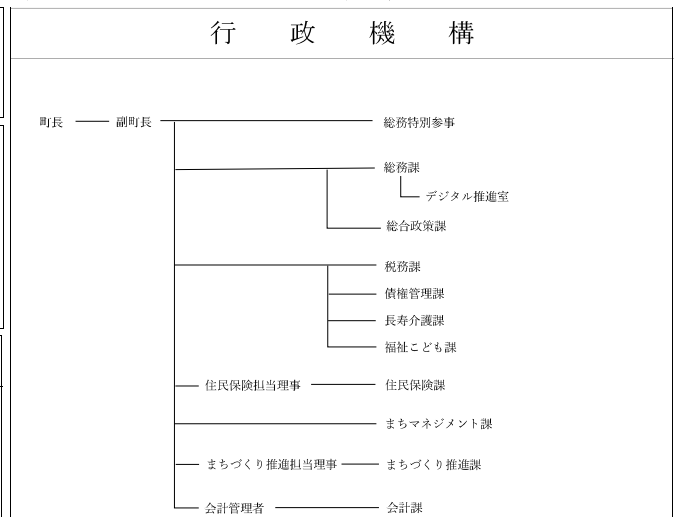 行政機構
町長 副町長 総務特別参事
総務課
デジタル推進室
総合政策課
税務課
債権管理課
長寿介護課
福祉こども課
住民保険担当理事 住民保険課
まちマネジメント課
まちづくり推進担当理事 まちづくり推進課
会計管理者 会計課